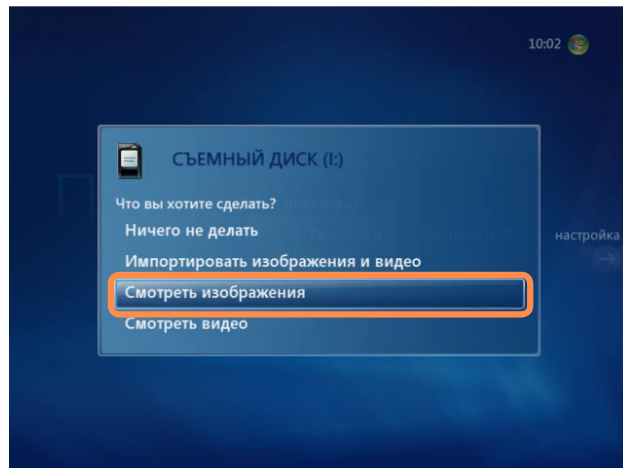 10:02
СЪЕМНЫЙ ДИСК (I:)
Что вы хотите сделать?
Ничего не делать
настройка
Импортировать изображения и видео
Смотреть изображения
Смотреть видео